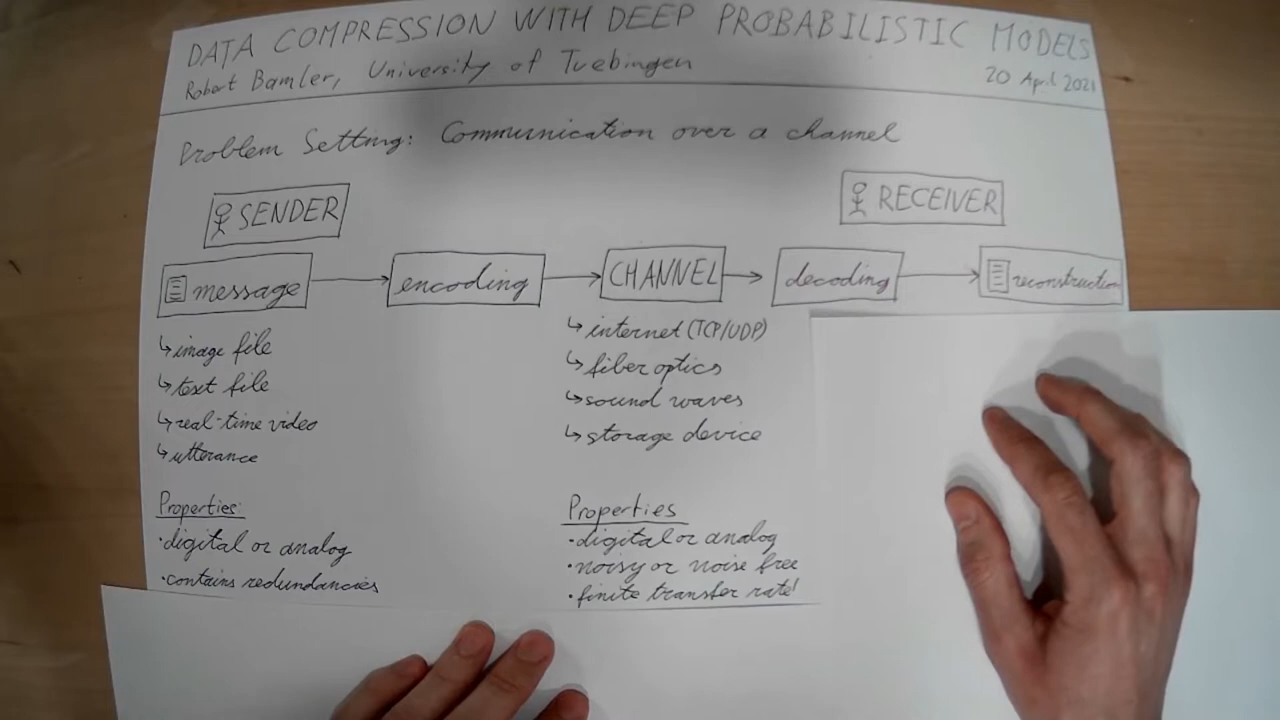 DATA COMPRESSION WITH DEEP PROBABILISTIC MODELS
Robert Bamler, University of Tuebingen
20 April 2021
Problem Setting: Communication over a channel
SENDER
RECEIVER
message
encoding
CHANNEL
decoding
reconstruction
↳ image file
↳ text file
↳ real-time video
↳ utterance
Properties:
· digital or analog
· contains redundancies
↳ internet (TCP/UDP)
↳ fiber optics
↳ sound waves
↳ storage device
Properties
· digital or analog
· noisy or noise free
· finite transfer rate!